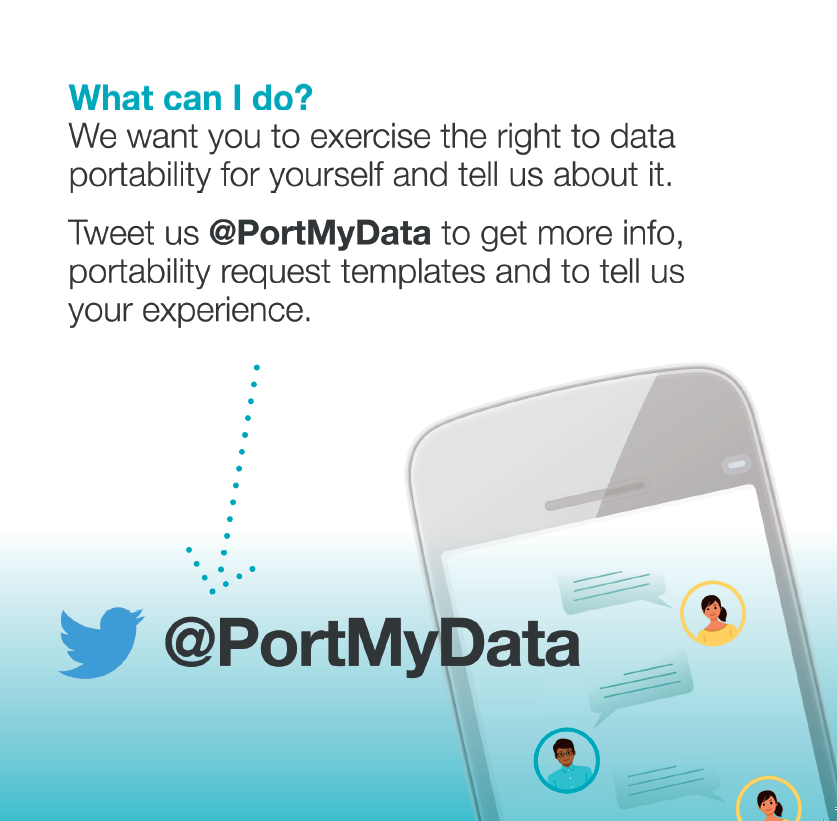 What can I do?
We want you to exercise the right to data
portability for yourself and tell us about it.
Tweet us @PortMyData to get more info,
portability request templates and to tell us
your experience.
@PortMyData